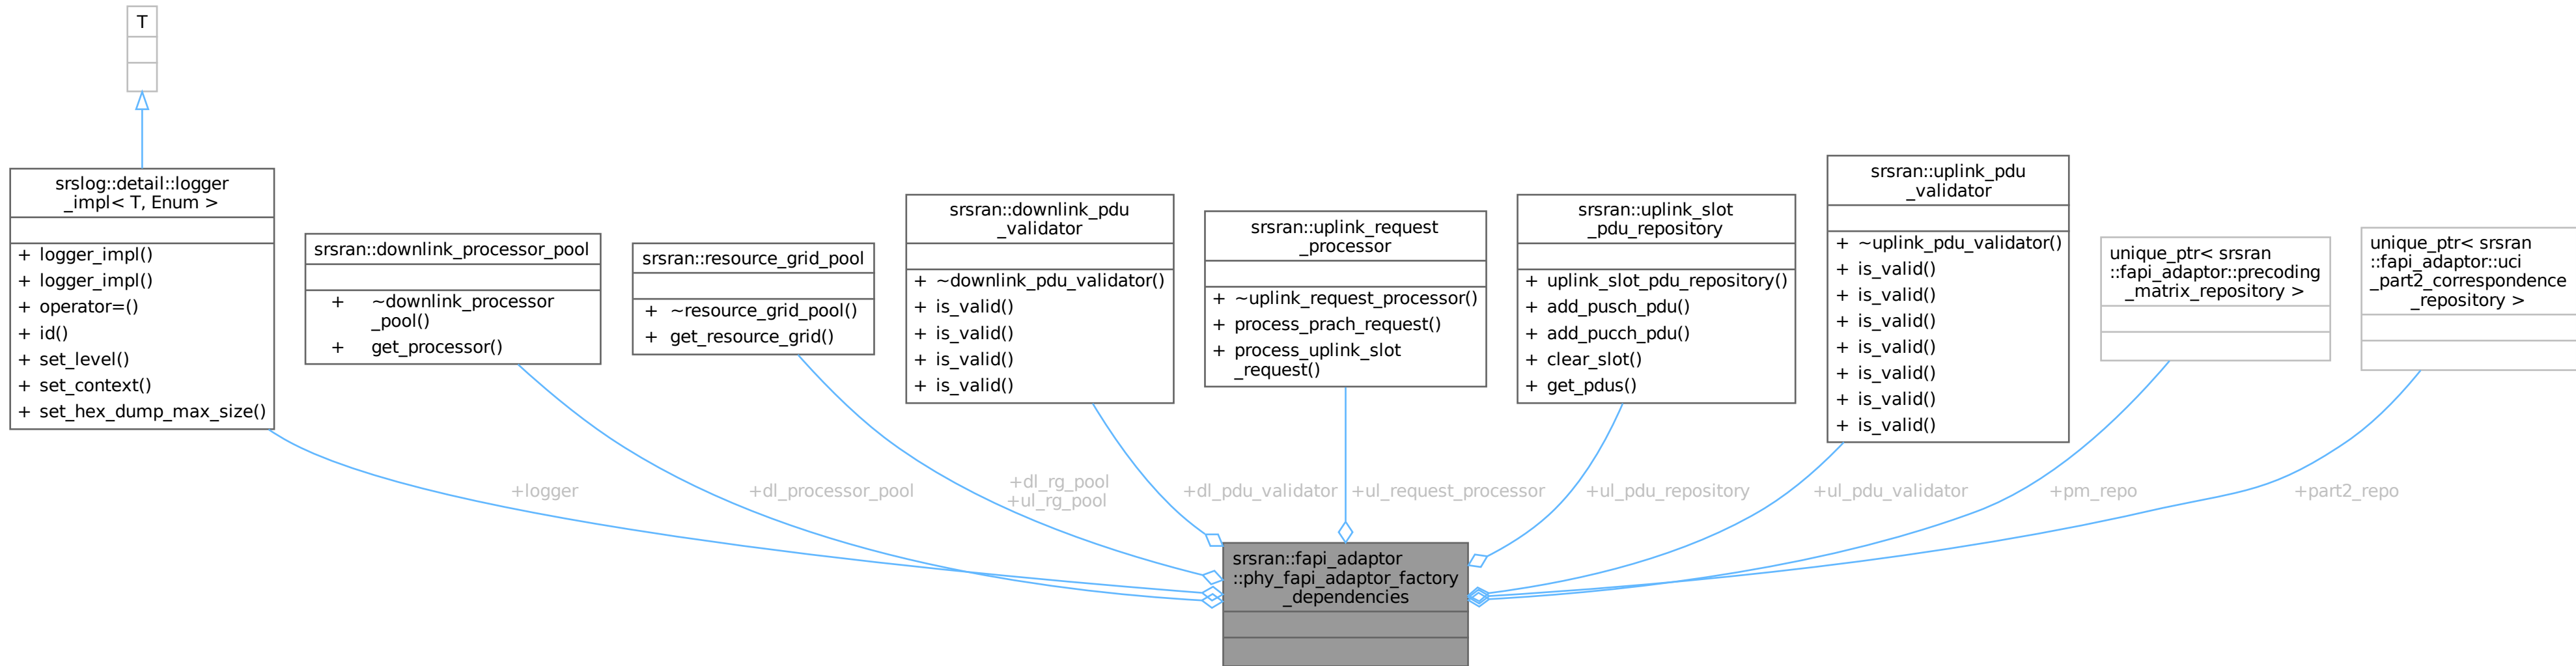 T
srslog::detail::logger
_impl< T, Enum >
+ logger_impl()
+ logger_impl()
+ operator=()
+ id()
+ set_level()
+ set_context()
+ set_hex_dump_max_size()
srsran::downlink_processor_pool
+ ~downlink_processor
_pool()
+ get_processor()
srsran::resource_grid_pool
+ ~resource_grid_pool()
+ get_resource_grid()
srsran::downlink_pdu
_validator
+ ~downlink_pdu_validator()
+ is_valid()
+ is_valid()
+ is_valid()
+ is_valid()
srsran::uplink_request
_processor
+ ~uplink_request_processor()
+ process_prach_request()
+ process_uplink_slot
_request()
srsran::uplink_slot
_pdu_repository
+ uplink_slot_pdu_repository()
+ add_pusch_pdu()
+ add_pucch_pdu()
+ clear_slot()
+ get_pdus()
srsran::uplink_pdu
_validator
+ ~uplink_pdu_validator()
+ is_valid()
+ is_valid()
+ is_valid()
+ is_valid()
+ is_valid()
+ is_valid()
+ is_valid()
unique_ptr< srsran
::fapi_adaptor::precoding
_matrix_repository >
unique_ptr< srsran
::fapi_adaptor::uci
_part2_correspondence
_repository >
+logger
+dl_processor_pool
+dl_rg_pool
+ul_rg_pool
+dl_pdu_validator
+ul_request_processor
+ul_pdu_repository
+ul_pdu_validator
+pm_repo
+part2_repo
srsran::fapi_adaptor
::phy_fapi_adaptor_factory
_dependencies